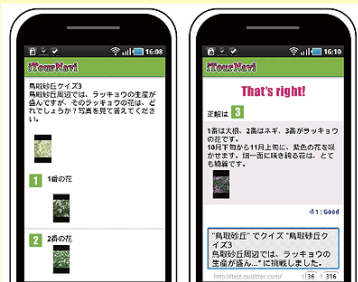 16:08
iTourNavi
鳥取砂丘クイズ3
鳥取砂丘周辺では、ラッキョウの生産が
盛んですが、そのラッキョウの花は、ど
れでしょうか？写真を見て答えてくださ
い。
1 1番の花
2 2番の花
16:10
iTourNavi
That's right!
正解は 3
1番は大根、2番はネギ、3番がラッキョウ
の花です。
10月下旬から11月上旬に、紫色の花を咲
かせます。畑一面に咲き誇る花は、とて
も綺麗です。
1 : Good
"鳥取砂丘" でクイズ "鳥取砂丘ク
イズ3
鳥取砂丘周辺では、ラッキョウの
生産が盛ん..." に挑戦しました。
36 316